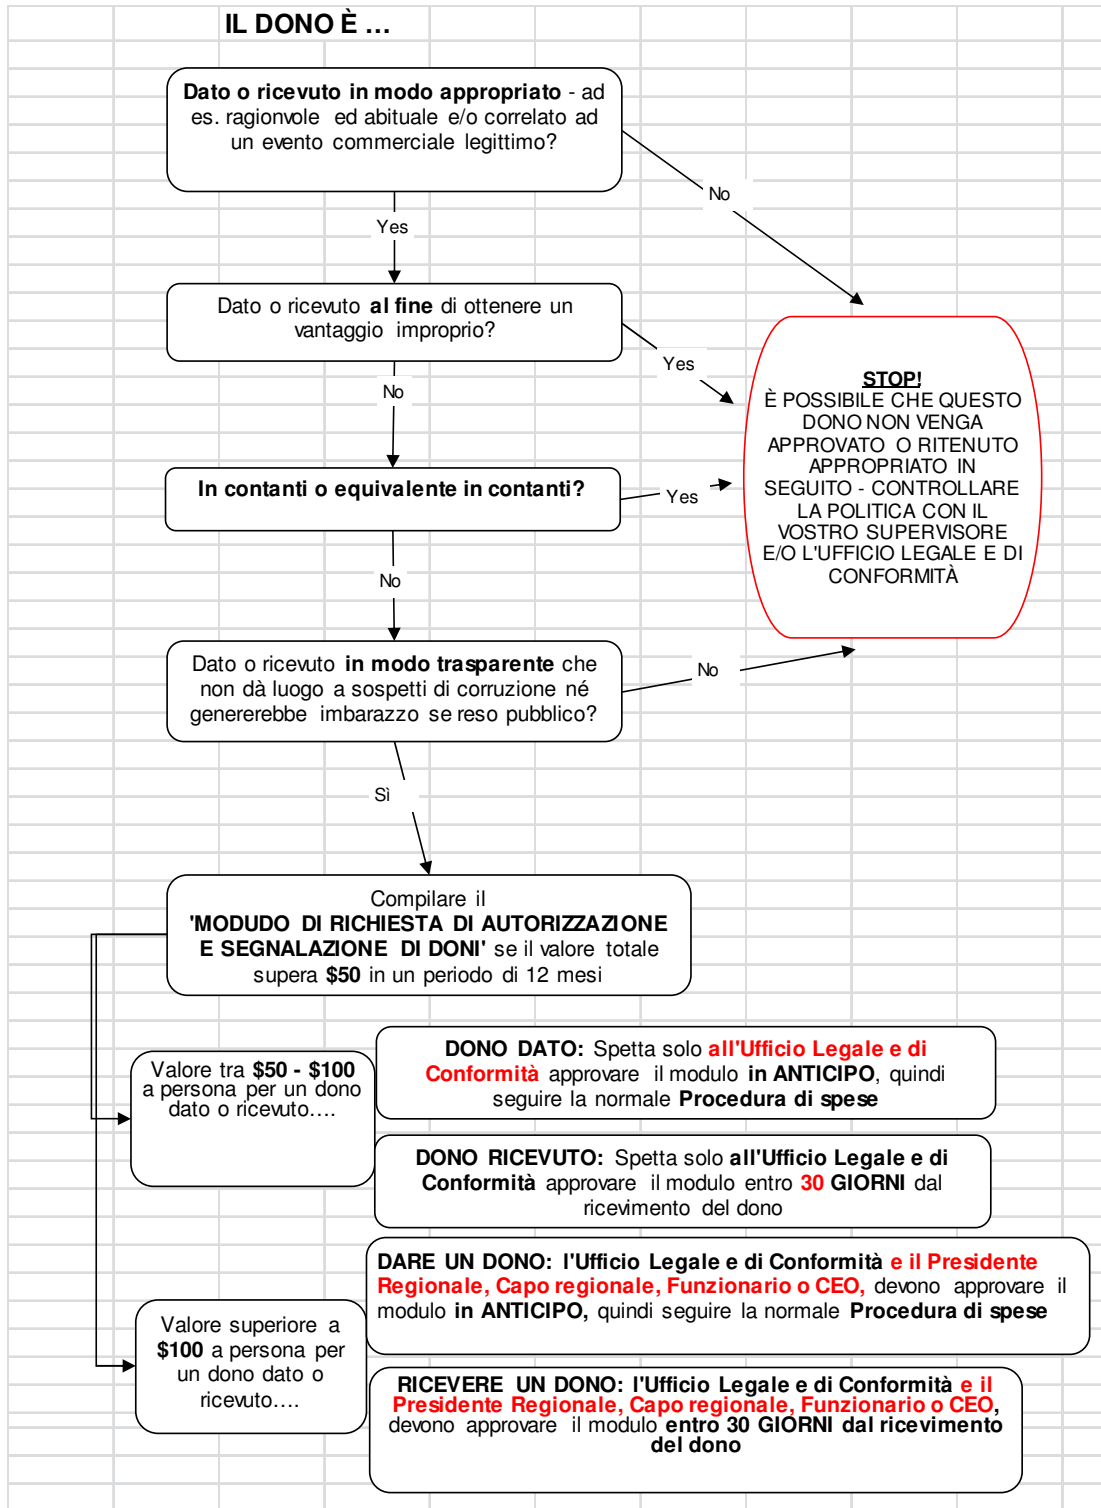 IL DONO È ...
Dato o ricevuto in modo appropriato - ad
es. ragionvole ed abituale e/o correlato ad
un evento commerciale legittimo?
No
Yes
Dato o ricevuto al fine di ottenere un
vantaggio improprio?
Yes
No
STOP!
È POSSIBILE CHE QUESTO
DONO NON VENGA
APPROVATO O RITENUTO
APPROPRIATO IN
SEGUITO - CONTROLLARE
LA POLITICA CON IL
VOSTRO SUPERVISORE
E/O L'UFFICIO LEGALE E DI
CONFORMITÀ
In contanti o equivalente in contanti?
Yes
No
Dato o ricevuto in modo trasparente che
non dà luogo a sospetti di corruzione né
genererebbe imbarazzo se reso pubblico?
No
Sì
Compilare il
'MODUDO DI RICHIESTA DI AUTORIZZAZIONE
E SEGNALAZIONE DI DONI' se il valore totale
supera $50 in un periodo di 12 mesi
Valore tra $50 - $100
a persona per un dono
dato o ricevuto....
DONO DATO: Spetta solo all'Ufficio Legale e di
Conformità approvare il modulo in ANTICIPO, quindi
seguire la normale Procedura di spese
DONO RICEVUTO: Spetta solo all'Ufficio Legale e di
Conformità approvare il modulo entro 30 GIORNI dal
ricevimento del dono
Valore superiore a
$100 a persona per
un dono dato o
ricevuto....
DARE UN DONO: l'Ufficio Legale e di Conformità e il Presidente
Regionale, Capo regionale, Funzionario o CEO, devono approvare il
modulo in ANTICIPO, quindi seguire la normale Procedura di spese
RICEVERE UN DONO: l'Ufficio Legale e di Conformità e il
Presidente Regionale, Capo regionale, Funzionario o CEO,
devono approvare il modulo entro 30 GIORNI dal ricevimento
del dono